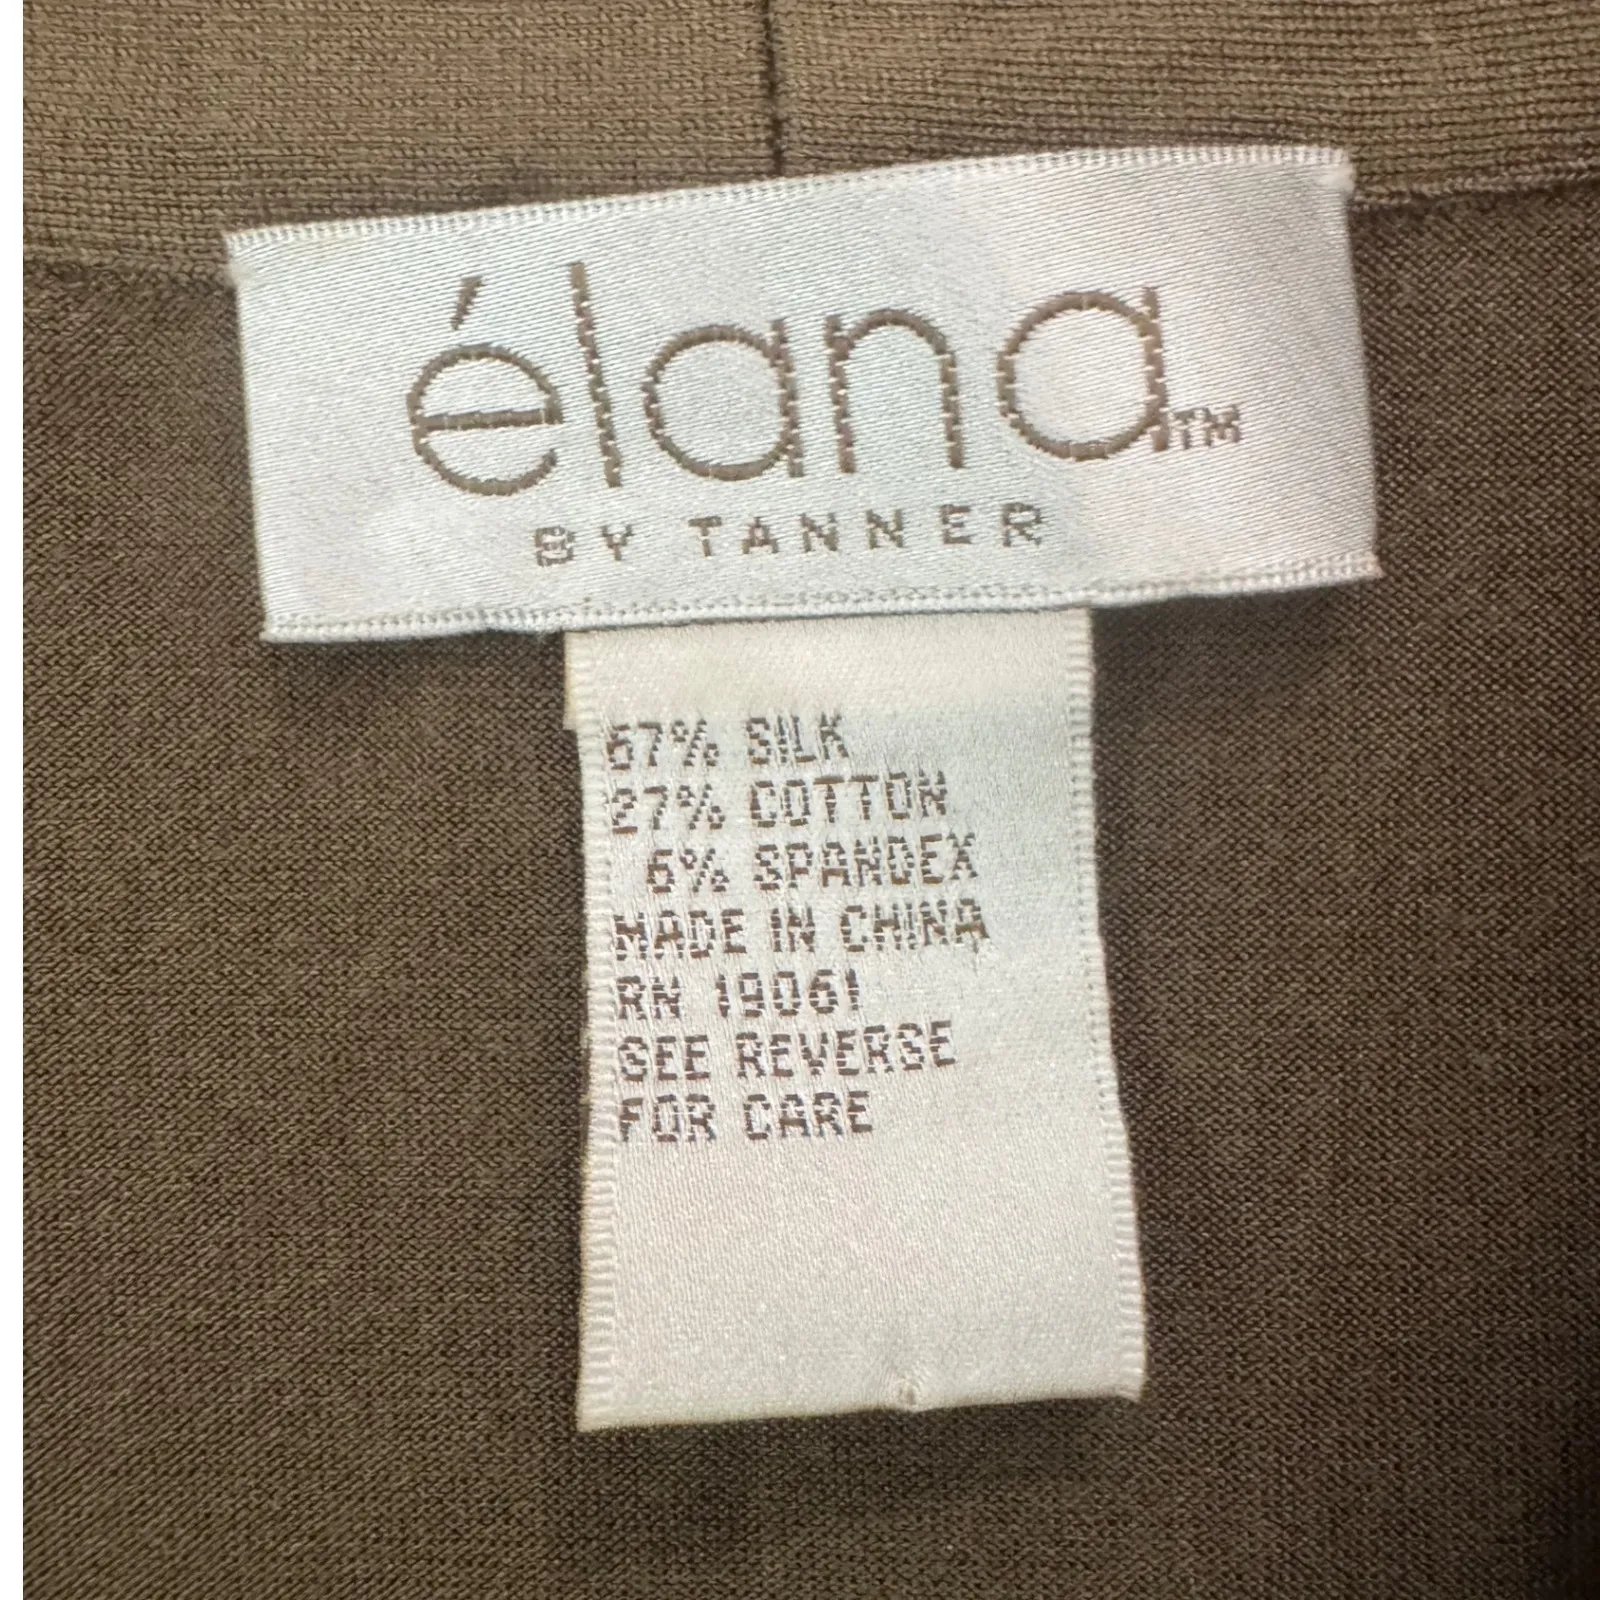 élana™
BY TANNER
67% SILK
27% COTTON
6% SPANDEX
MADE IN CHINA
RN 19061
SEE REVERSE
FOR CARE